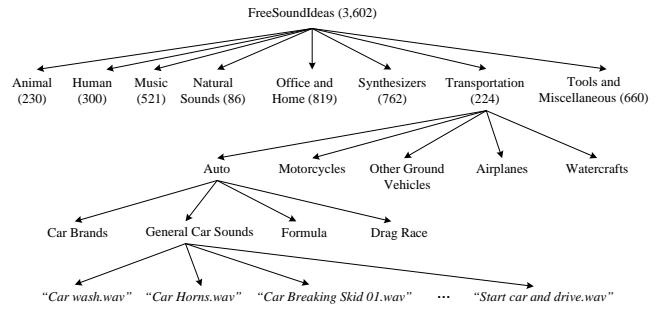 FreeSoundIdeas (3,602)
Animal Human Music Natural Office and Synthesizers Transportation Tools and
(230) (300) (521) Sounds (86) Home (819) (762) (224) Miscellaneous (660)
Auto Motorcycles Other Ground Airplanes Watercrafts
Vehicles
Car Brands General Car Sounds Formula Drag Race
“Car wash.wav” “Car Horns.wav” “Car Breaking Skid 01.wav” ... “Start car and drive.wav”